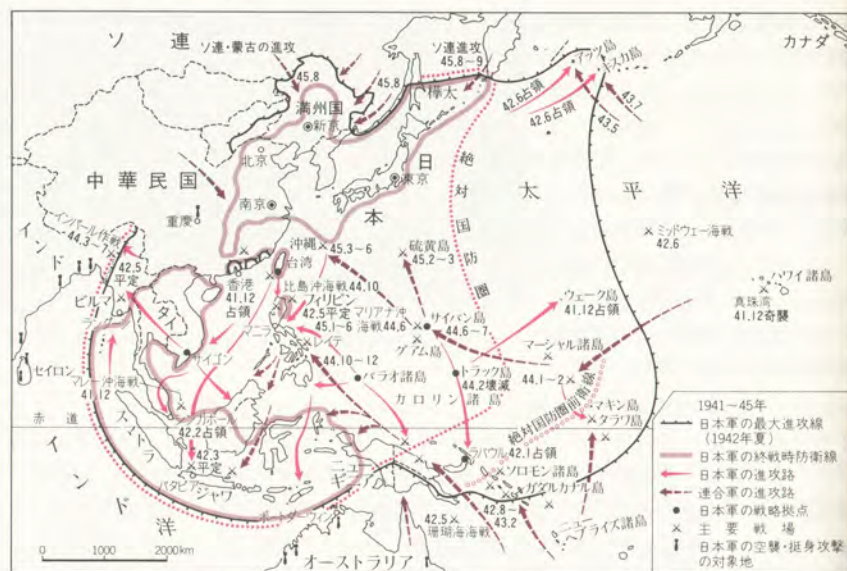 ソ連
カナダ
ソ連・蒙古の進攻
45.8
45.8
ソ連進攻
45.8〜9
アッツ島
キスカ島
42.6占領
42.6占領
43.7
43.5
樺太
満州国
新京
北京
日本
東京
絶対国防圏
太平洋
中華民国
南京
重慶
インパール作戦
44.3〜7
インド
42.5
平定
ビルマ
ラ
タイ
セイロン
沖縄
45.3〜6
硫黄島
45.2〜3
ミッドウェー海戦
42.6
台湾
香港
41.12
占領
比島沖海戦44.10
フィリピン
42.5平定
45.1〜6
マリアナ沖
海戦44.6
サイパン島
44.6〜7
グアム島
ウェーク島
41.12占領
ハワイ諸島
真珠湾
41.12奇襲
マニラ
レイテ
44.10〜12
マーシャル諸島
44.1〜2
サイゴン
マレー沖海戦
41.12
パラオ諸島
トラック島
44.2壊滅
カロリン諸島
絶対国防圏前衛線
マキン島
タラワ島
赤道
スマトラ
ガポール
42.2占領
42.3
平定
バタビア
ジャワ
ラバウル
42.1占領
ニューギニア
ソロモン諸島
ガダルカナル島
42.8〜
43.2
ポートダーウィン
42.5
珊瑚海海戦
ニュー
ヘブライズ諸島
インド洋
オーストラリア
0 1000 2000km
1941〜45年
日本軍の最大進攻線
(1942年夏)
日本軍の終戦時防衛線
日本軍の進攻路
連合軍の進攻路
日本軍の戦略拠点
主要戦場
日本軍の空襲・挺身攻撃
の対象地